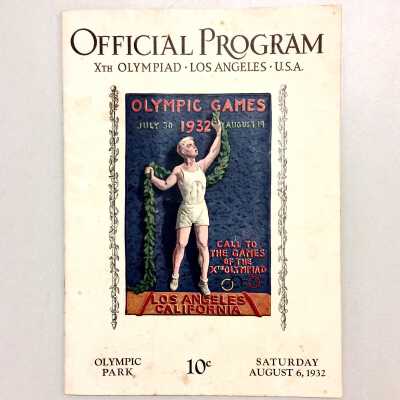 OFFICIAL PROGRAM
XTH OLYMPIAD · LOS ANGELES · U.S.A.
OLYMPIC GAMES
JULY 30 1932 AUGUST 14
CALL TO
THE GAMES
OF THE
XTH OLYMPIAD
LOS ANGELES
CALIFORNIA
OLYMPIC
PARK
10c
SATURDAY
AUGUST 6, 1932